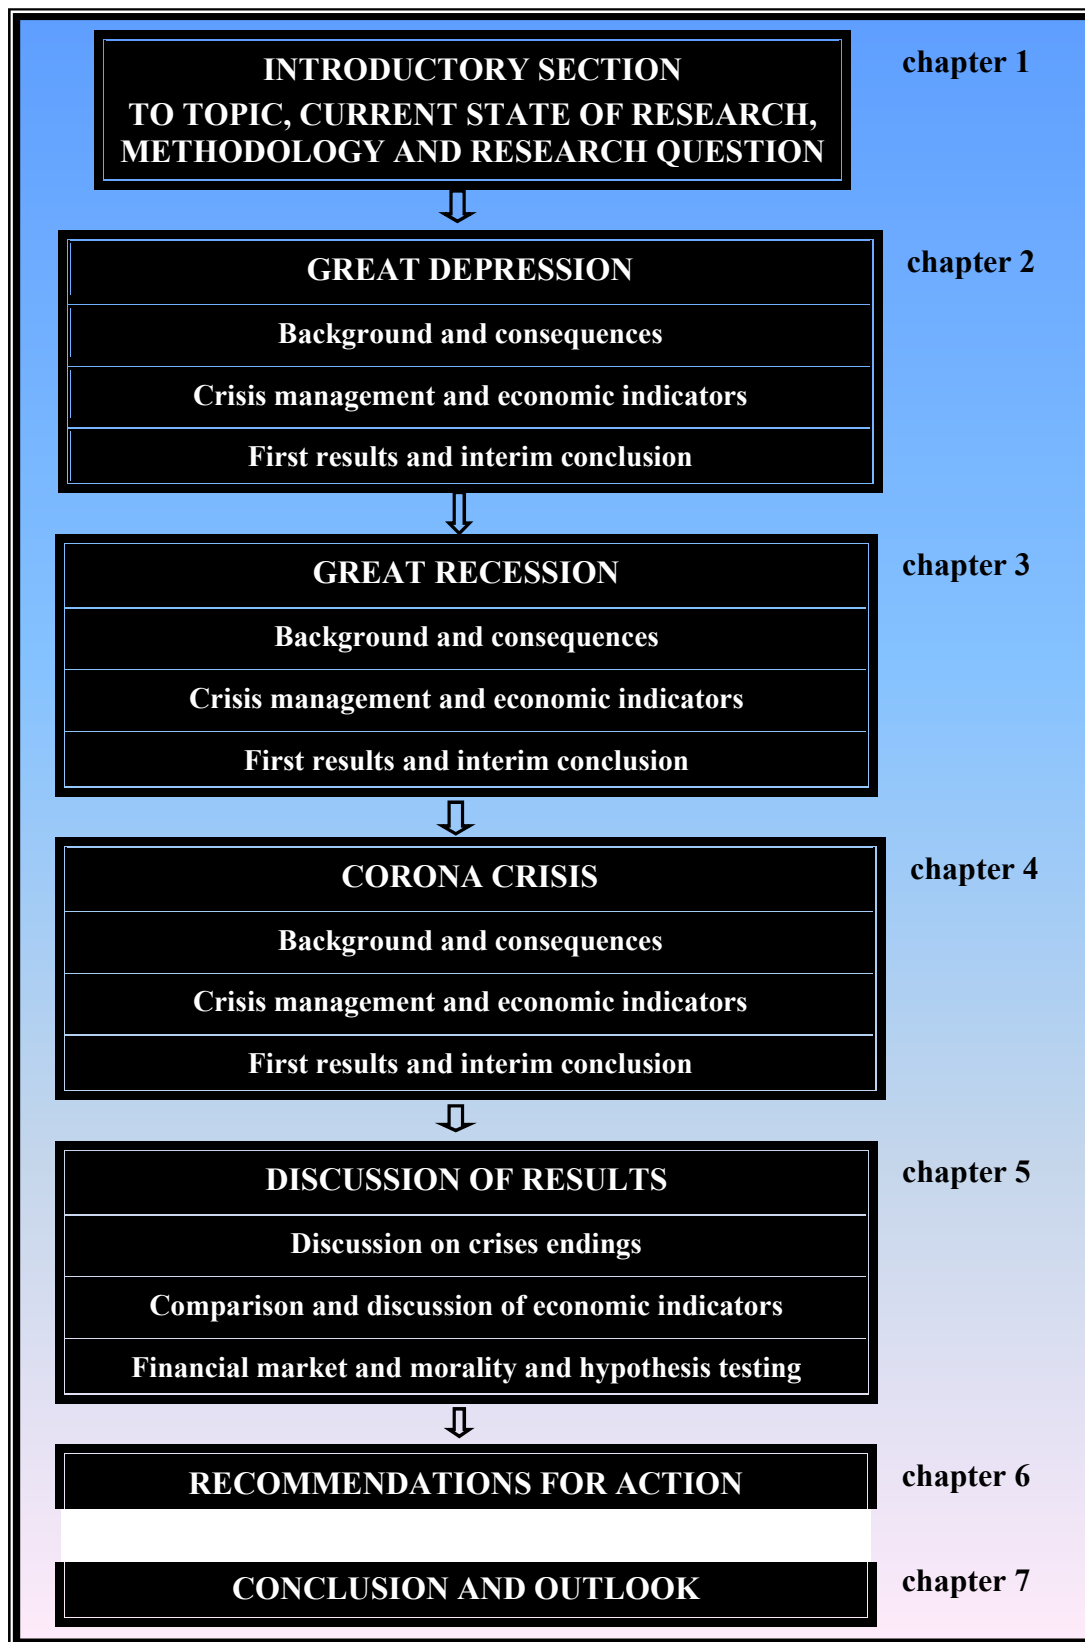 INTRODUCTORY SECTION
TO TOPIC, CURRENT STATE OF RESEARCH,
METHODOLOGY AND RESEARCH QUESTION
chapter 1
GREAT DEPRESSION
chapter 2
Background and consequences
Crisis management and economic indicators
First results and interim conclusion
GREAT RECESSION
chapter 3
Background and consequences
Crisis management and economic indicators
First results and interim conclusion
CORONA CRISIS
chapter 4
Background and consequences
Crisis management and economic indicators
First results and interim conclusion
DISCUSSION OF RESULTS
chapter 5
Discussion on crises endings
Comparison and discussion of economic indicators
Financial market and morality and hypothesis testing
RECOMMENDATIONS FOR ACTION
chapter 6
CONCLUSION AND OUTLOOK
chapter 7